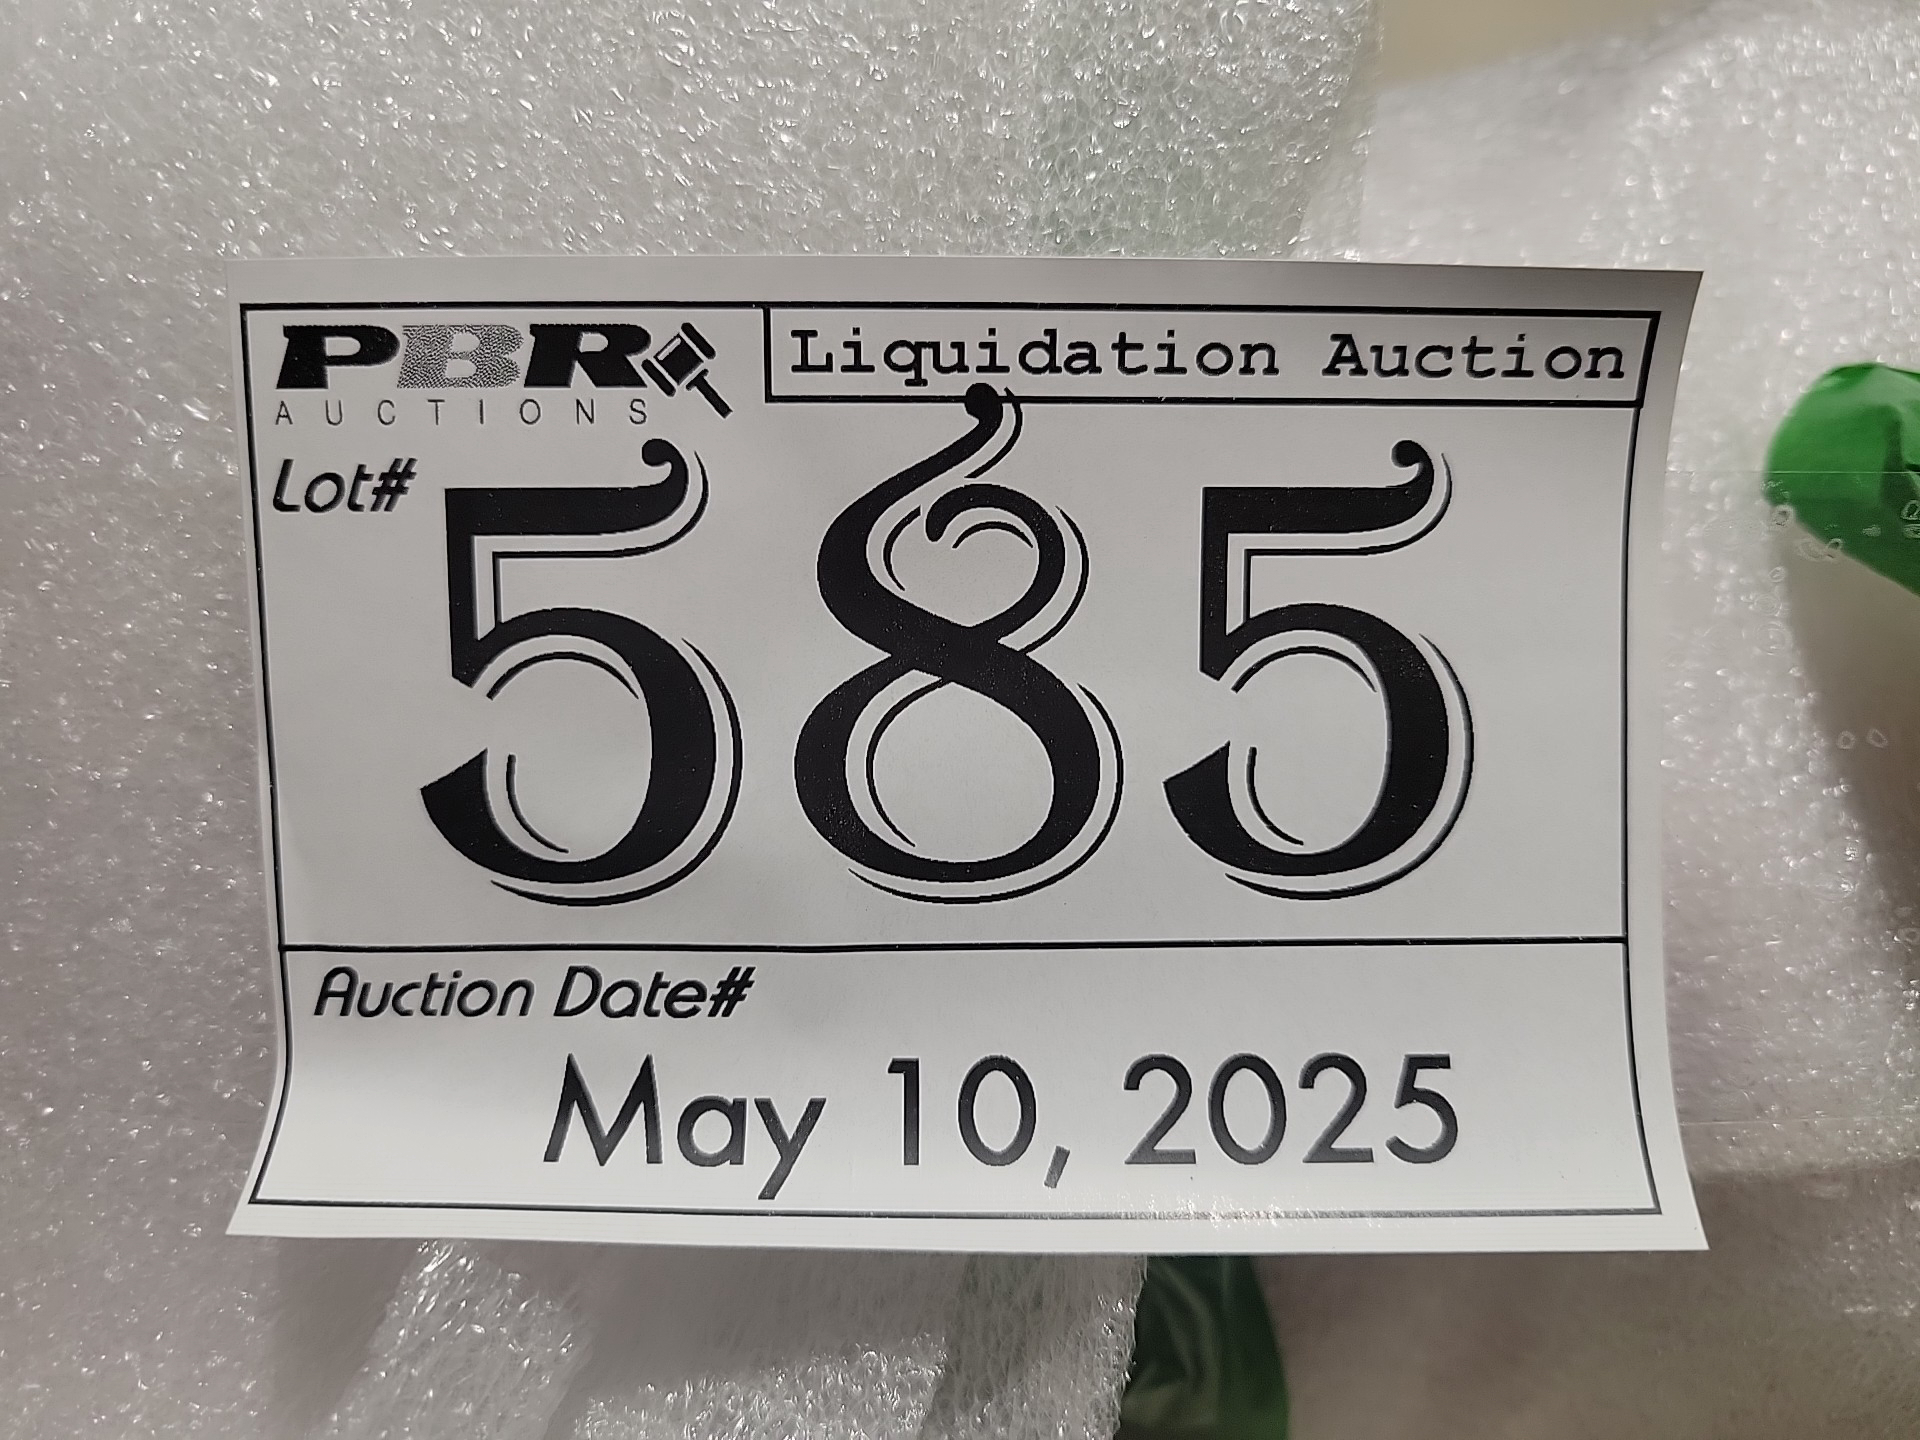 PBR
AUCTIONS
Liquidation Auction
Lot#
585
Auction Date#
May 10, 2025